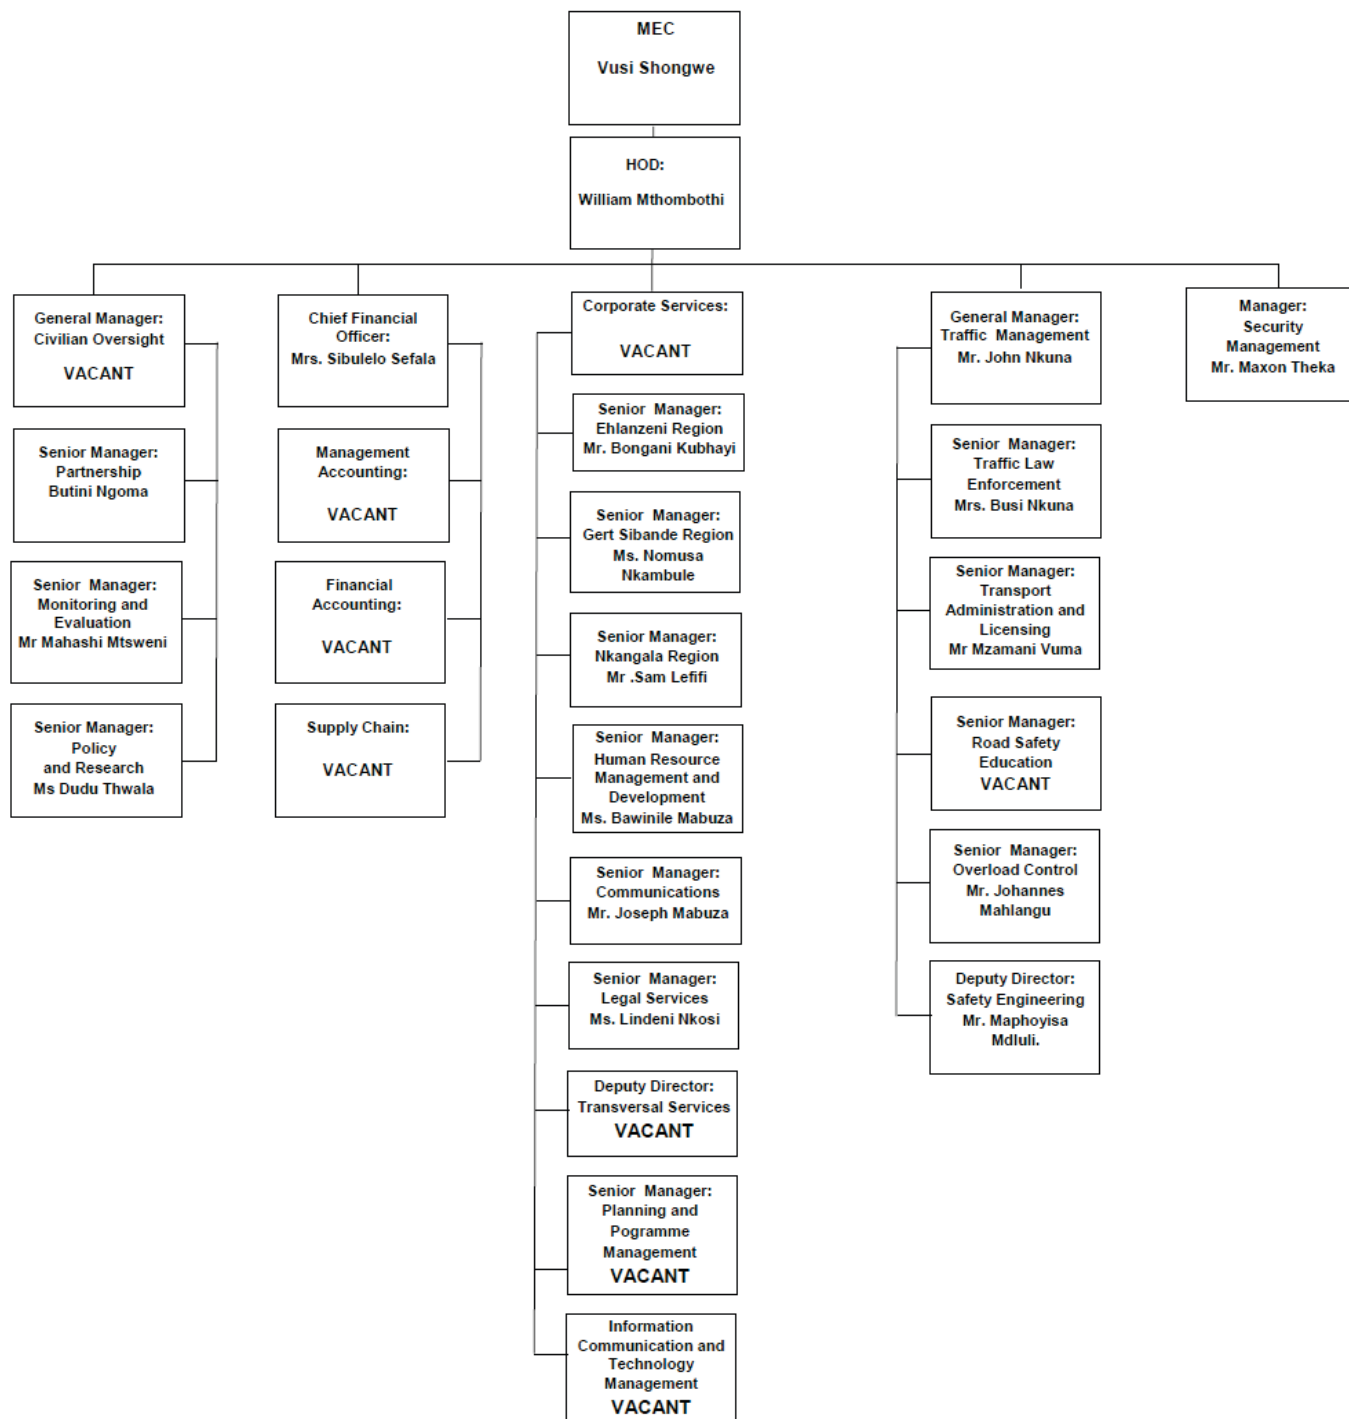 MEC
Vusi Shongwe
HOD:
William Mthombothi
General Manager:
Civilian Oversight
VACANT
Senior Manager:
Partnership
Butini Ngoma
Senior Manager:
Monitoring and
Evaluation
Mr Mahashi Mtsweni
Senior Manager:
Policy
and Research
Ms Dudu Thwala
Chief Financial
Officer:
Mrs. Sibulelo Sefala
Management
Accounting:
VACANT
Financial
Accounting:
VACANT
Supply Chain:
VACANT
Corporate Services:
VACANT
Senior Manager:
Ehlanzeni Region
Mr. Bongani Kubhayi
Senior Manager:
Gert Sibande Region
Ms. Nomusa
Nkambule
Senior Manager:
Nkangala Region
Mr .Sam Lefifi
Senior Manager:
Human Resource
Management and
Development
Ms. Bawinile Mabuza
Senior Manager:
Communications
Mr. Joseph Mabuza
Senior Manager:
Legal Services
Ms. Lindeni Nkosi
Deputy Director:
Transversal Services
VACANT
Senior Manager:
Planning and
Pogramme
Management
VACANT
Information
Communication and
Technology
Management
VACANT
General Manager:
Traffic Management
Mr. John Nkuna
Senior Manager:
Traffic Law
Enforcement
Mrs. Busi Nkuna
Senior Manager:
Transport
Administration and
Licensing
Mr Mzamani Vuma
Senior Manager:
Road Safety
Education
VACANT
Senior Manager:
Overload Control
Mr. Johannes
Mahlangu
Deputy Director:
Safety Engineering
Mr. Maphoyisa
Mdluli.
Manager:
Security
Management
Mr. Maxon Theka